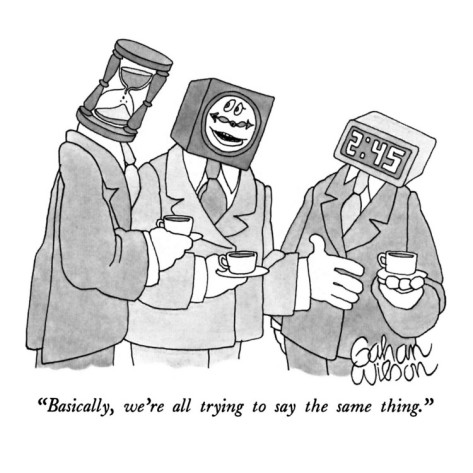 2:45
Gahan
Wilson
“Basically, we're all trying to say the same thing.”